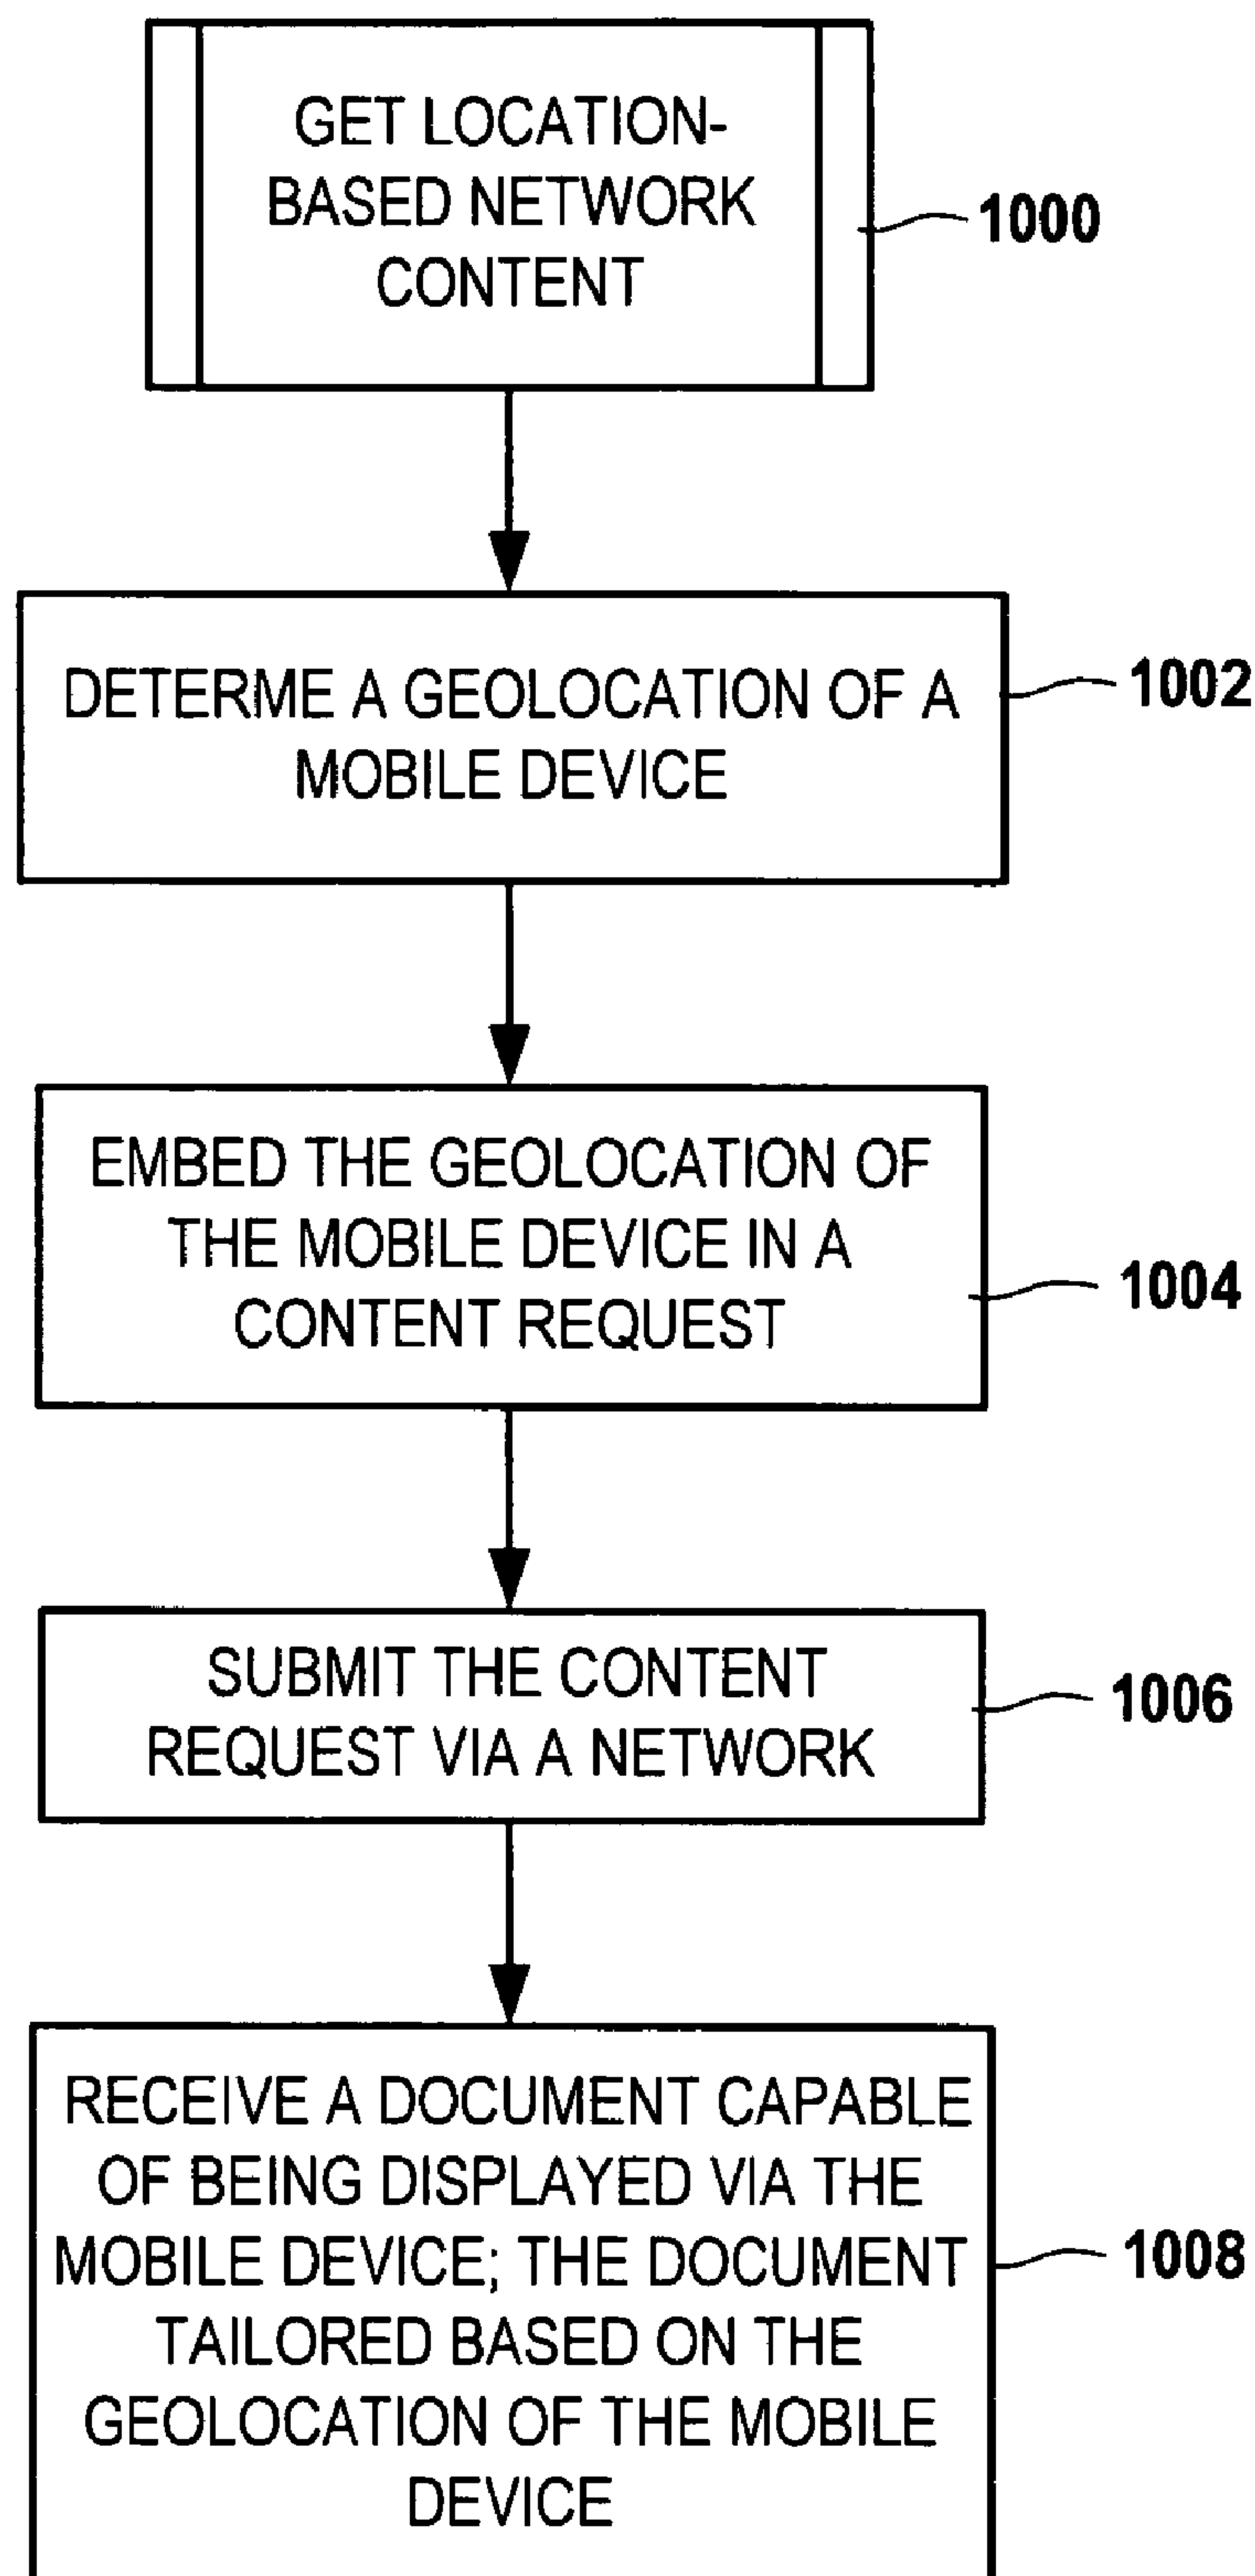 GET LOCATION-
BASED NETWORK
CONTENT
1000
DETERME A GEOLOCATION OF A
MOBILE DEVICE
1002
EMBED THE GEOLOCATION OF
THE MOBILE DEVICE IN A
CONTENT REQUEST
1004
SUBMIT THE CONTENT
REQUEST VIA A NETWORK
1006
RECEIVE A DOCUMENT CAPABLE
OF BEING DISPLAYED VIA THE
MOBILE DEVICE; THE DOCUMENT
TAILORED BASED ON THE
GEOLOCATION OF THE MOBILE
DEVICE
1008